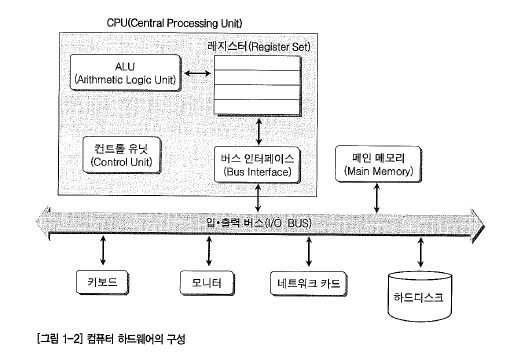 CPU(Central Processing Unit)
레지스터(Register Set)
ALU
(Arithmetic Logic Unit)
컨트롤 유닛
(Control Unit)
버스 인터페이스
(Bus Interface)
메인 메모리
(Main Memory)
입•출력 버스(I/O BUS)
키보드
모니터
네트워크 카드
하드디스크
[그림 1-2] 컴퓨터 하드웨어의 구성